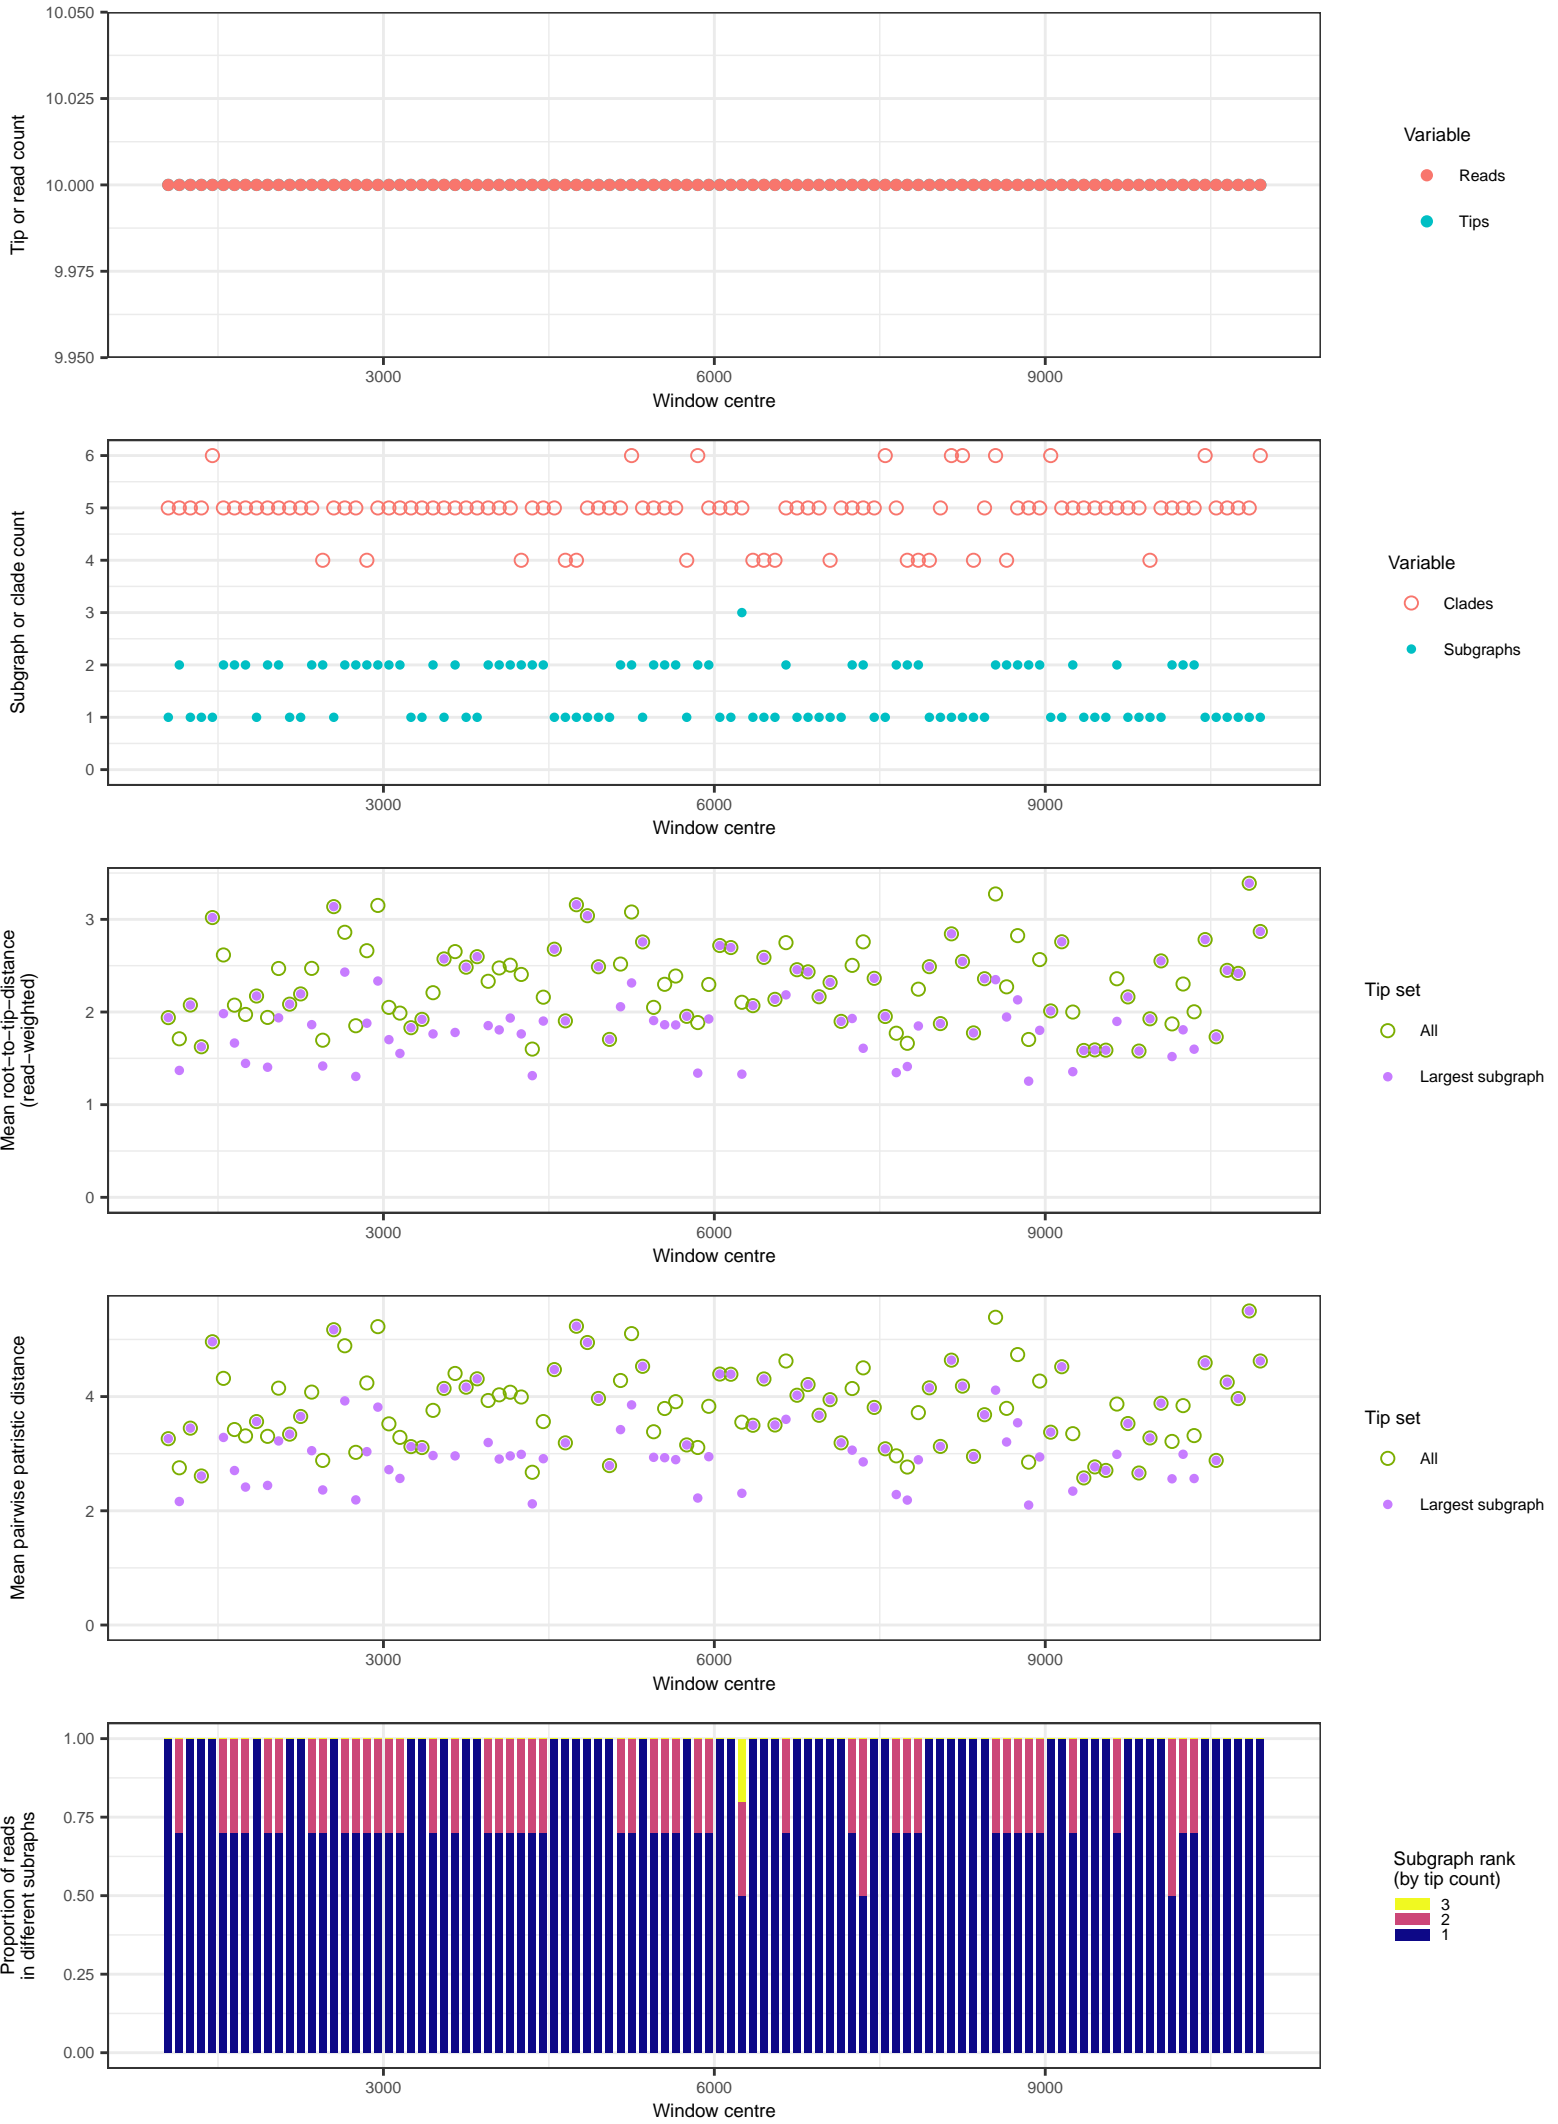 10.050
10.025
10.000
9.975
9.950
Tip or read count
3000 6000 9000
Window centre
Variable
Reads
Tips
6
5
4
3
2
1
0
Subgraph or clade count
3000 6000 9000
Window centre
Variable
Clades
Subgraphs
3
2
1
0
Mean root−to−tip−distance
(read−weighted)
3000 6000 9000
Window centre
Tip set
All
Largest subgraph
4
2
0
Mean pairwise patristic distance
3000 6000 9000
Window centre
Tip set
All
Largest subgraph
1.00
0.75
0.50
0.25
0.00
Proportion of reads
in different subraphs
3000 6000 9000
Window centre
Subgraph rank
(by tip count)
3
2
1